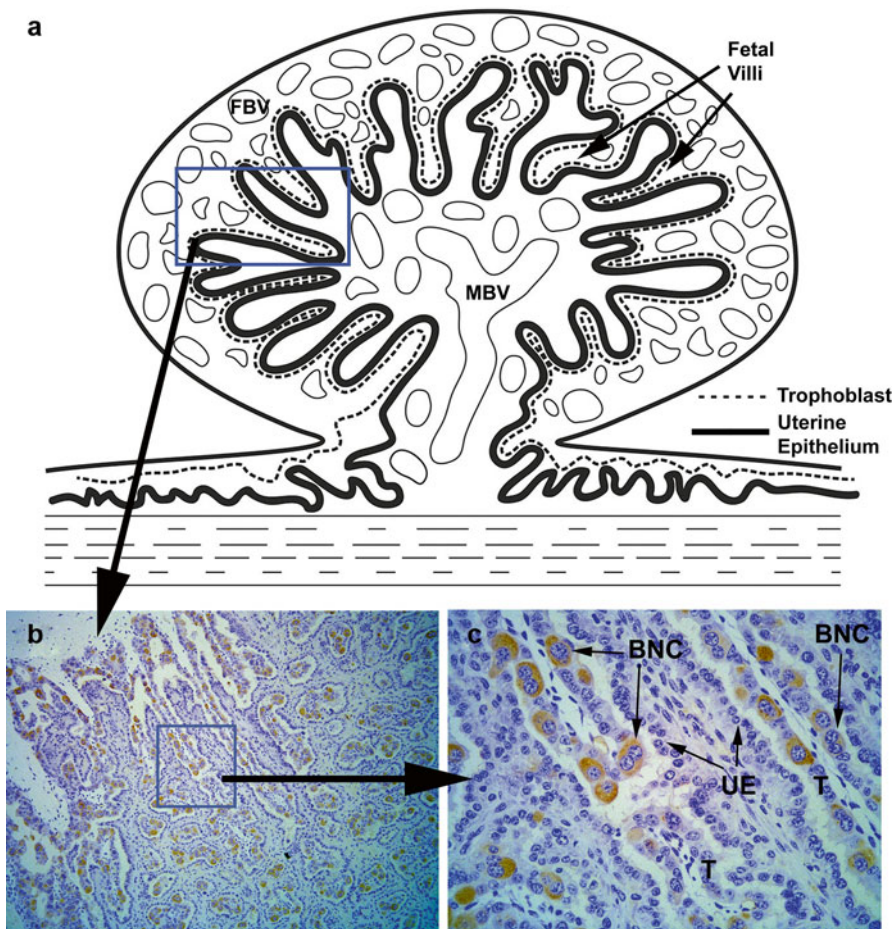 a
Fetal
Villi
FBV
MBV
Trophoblast
Uterine
Epithelium
b
c
BNC
BNC
UE
T
T